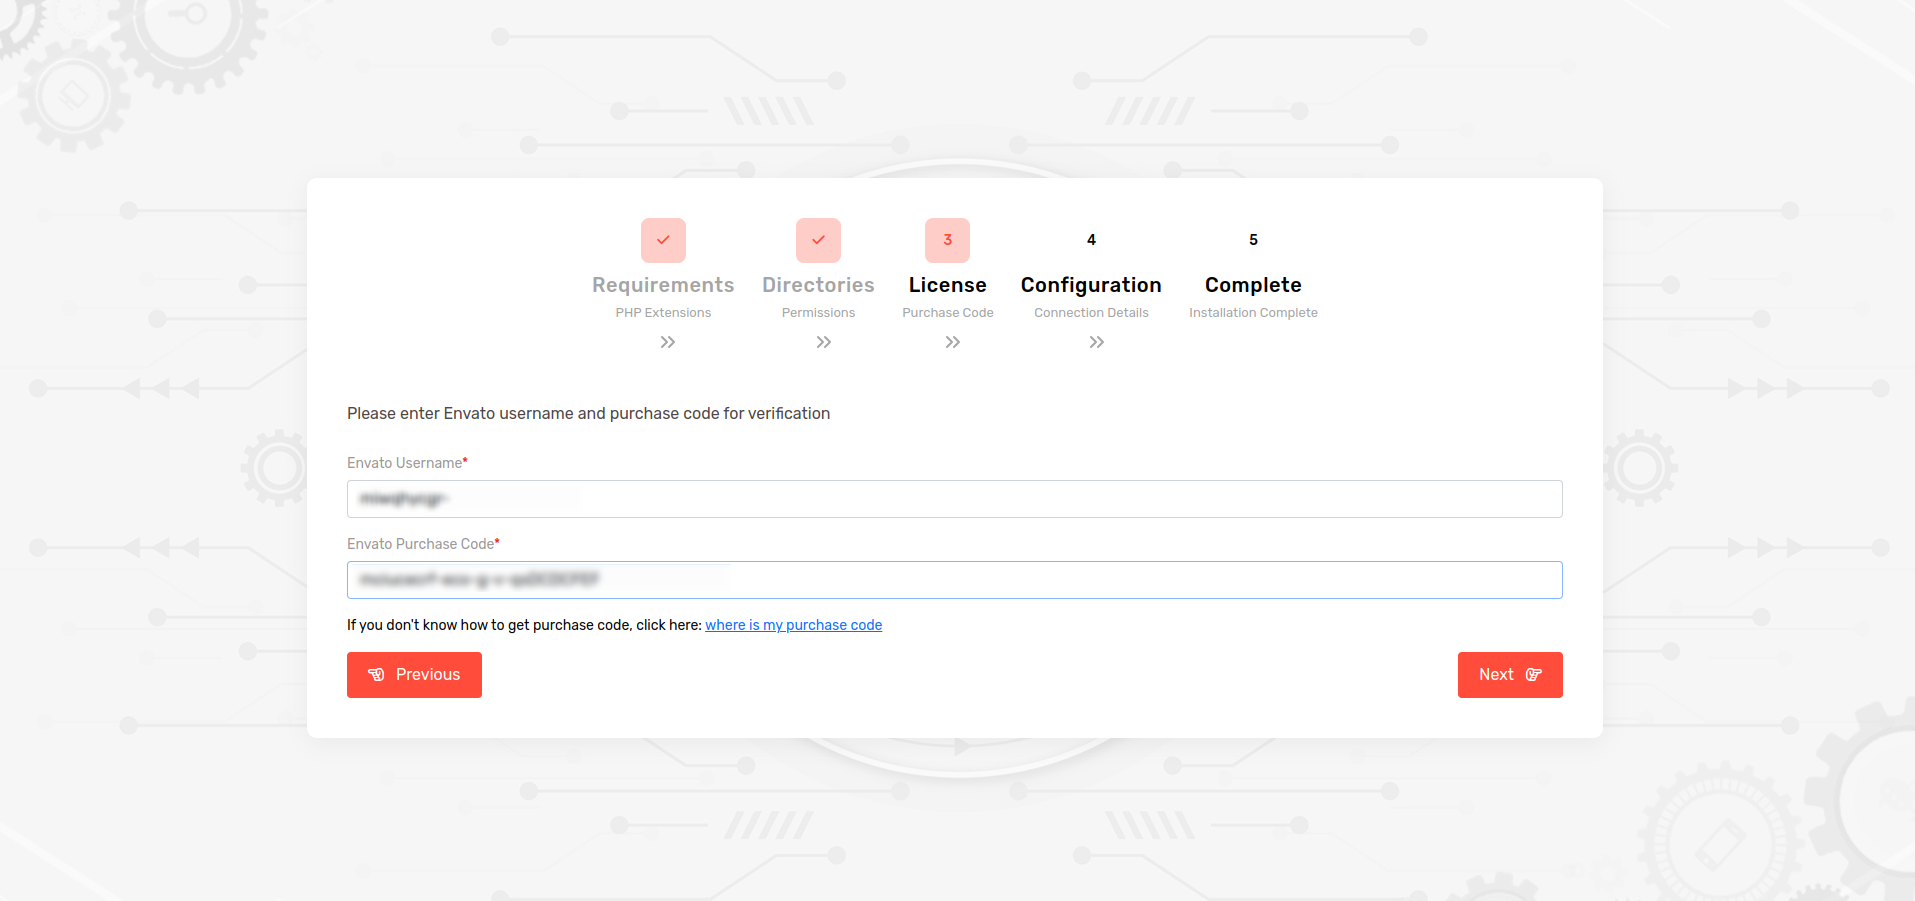 3
4
5
Requirements
Directories
License
Configuration
Complete
PHP Extensions
Permissions
Purchase Code
Connection Details
Installation Complete
Please enter Envato username and purchase code for verification
Envato Username*
Envato Purchase Code*
If you don't know how to get purchase code, click here: where is my purchase code
Previous
Next